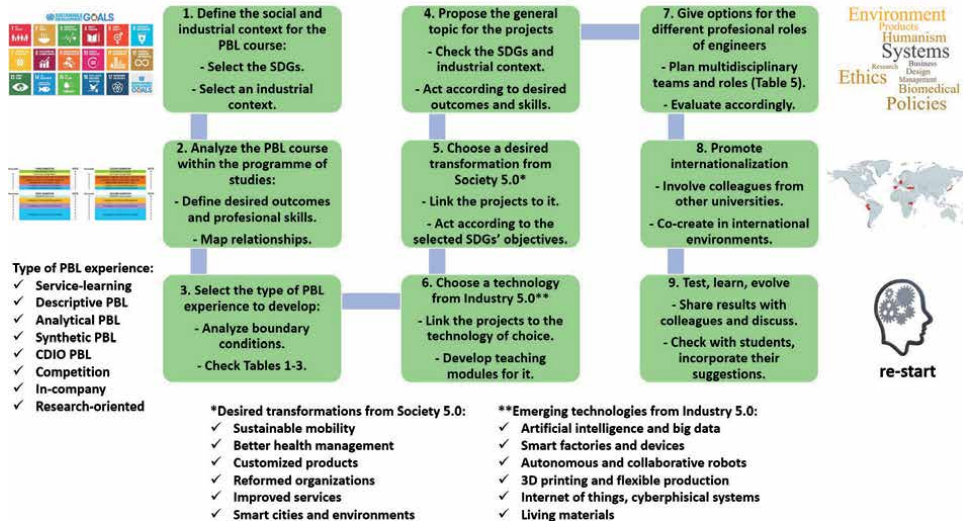 SUSTAINABLE DEVELOPMENT GOALS
1. Define the social and
industrial context for the
PBL course:
- Select the SDGs.
- Select an industrial
context.
2. Analyze the PBL course
within the programme of
studies:
- Define desired outcomes
and profesional skills.
- Map relationships.
3. Select the type of PBL
experience to develop:
- Analyze boundary
conditions.
- Check Tables 1-3.
4. Propose the general
topic for the projects
- Check the SDGs and
industrial context.
- Act according to desired
outcomes and skills.
5. Choose a desired
transformation from
Society 5.0*
- Link the projects to it.
- Act according to the
selected SDGs' objectives.
6. Choose a technology
from Industry 5.0**
- Link the projects to the
technology of choice.
- Develop teaching
modules for it.
7. Give options for the
different profesional roles of
engineers
- Plan multidisciplinary
teams and roles (Table 5).
- Evaluate accordingly.
8. Promote
internationalization
- Involve colleagues from
other universities.
- Co-create in international
environments.
9. Test, learn, evolve
- Share results with
colleagues and discuss.
- Check with students,
incorporate their
suggestions.
Environment
Products
Humanism
Systems
Research
Business
Ethics
Design
Management
Biomedical
Policies
re-start
Type of PBL experience:
✓ Service-learning
✓ Descriptive PBL
✓ Analytical PBL
✓ Synthetic PBL
✓ CDIO PBL
✓ Competition
✓ In-company
✓ Research-oriented
*Desired transformations from Society 5.0:
✓ Sustainable mobility
✓ Better health management
✓ Customized products
✓ Reformed organizations
✓ Improved services
✓ Smart cities and environments
**Emerging technologies from Industry 5.0:
✓ Artificial intelligence and big data
✓ Smart factories and devices
✓ Autonomous and collaborative robots
✓ 3D printing and flexible production
✓ Internet of things, cyberphisical systems
✓ Living materials